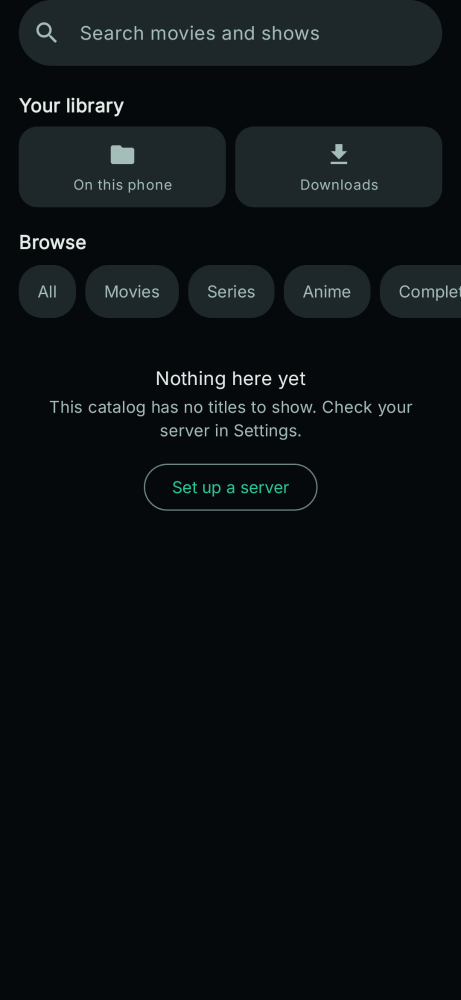 Search movies and shows
Your library
On this phone
Downloads
Browse
All
Movies
Series
Anime
Complet
Nothing here yet
This catalog has no titles to show. Check your
server in Settings.
Set up a server